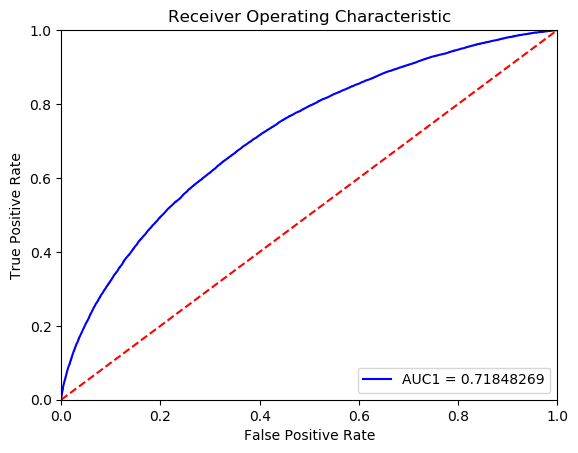 Receiver Operating Characteristic
1.0
0.8
0.6
0.4
0.2
0.0
True Positive Rate
AUC1 = 0.71848269
0.0 0.2 0.4 0.6 0.8 1.0
False Positive Rate